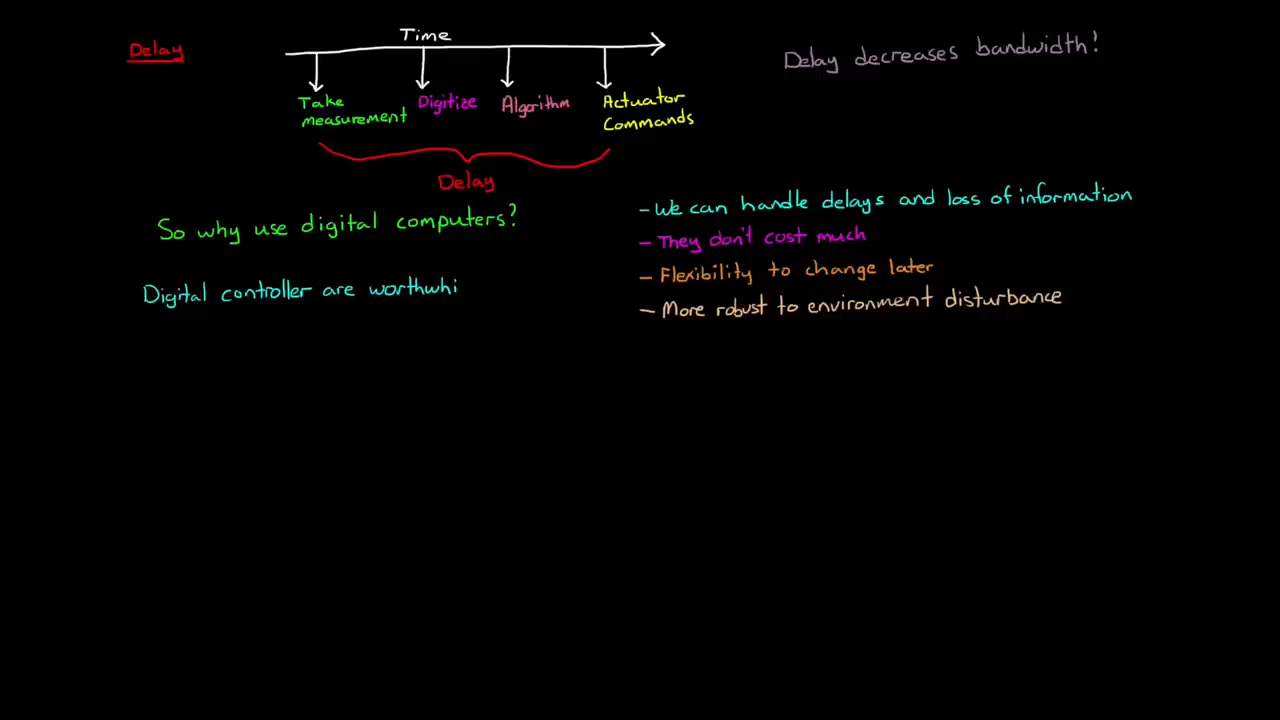 Delay
Time
Delay decreases bandwidth!
Take
measurement
Digitize
Algorithm
Actuator
Commands
Delay
So why use digital computers?
- We can handle delays and loss of information
- They don't cost much
- Flexibility to change later
- More robust to environment disturbance
Digital controller are worthwhi